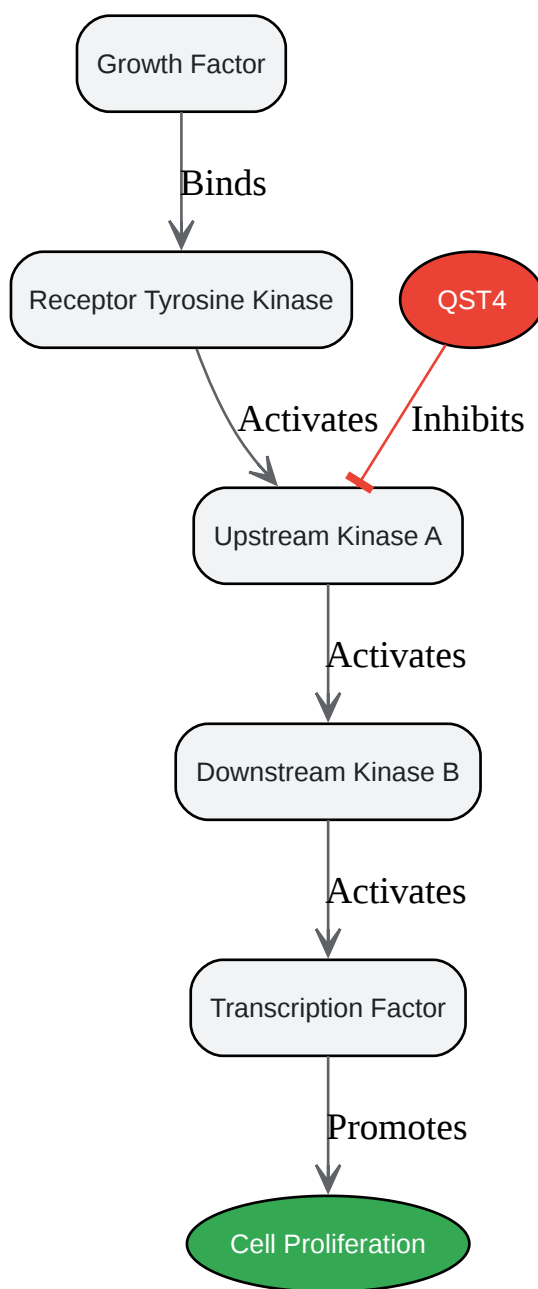 Growth Factor
Binds
Receptor Tyrosine Kinase
QST4
Activates
Inhibits
Upstream Kinase A
Activates
Downstream Kinase B
Activates
Transcription Factor
Promotes
Cell Proliferation